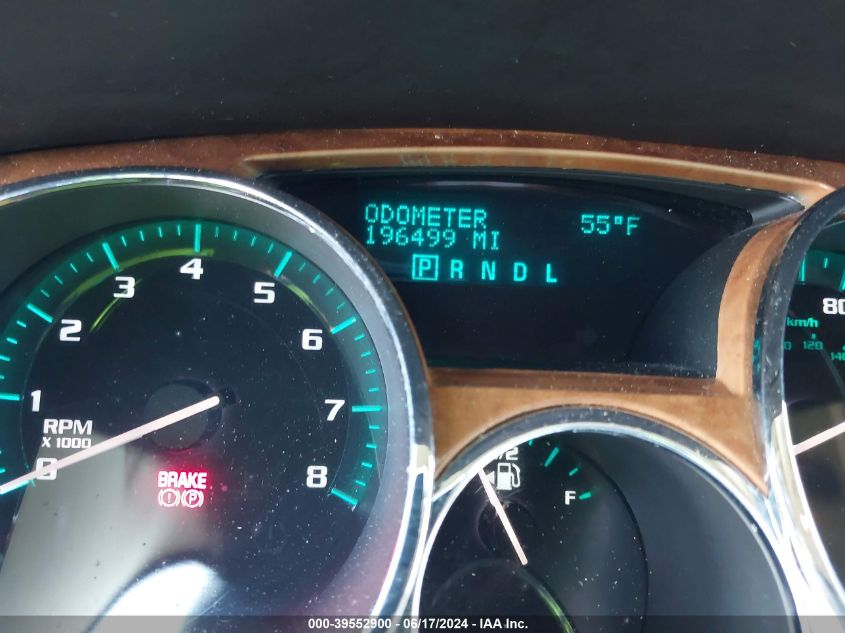 ODOMETER 55°F
196499 MI
P R N D L
0 1 2 3 4 5 6 7 8
RPM
X 1000
BRAKE
! P
1/2
F
80
km/h
120
140
000-39552900 - 06/17/2024 - IAA Inc.